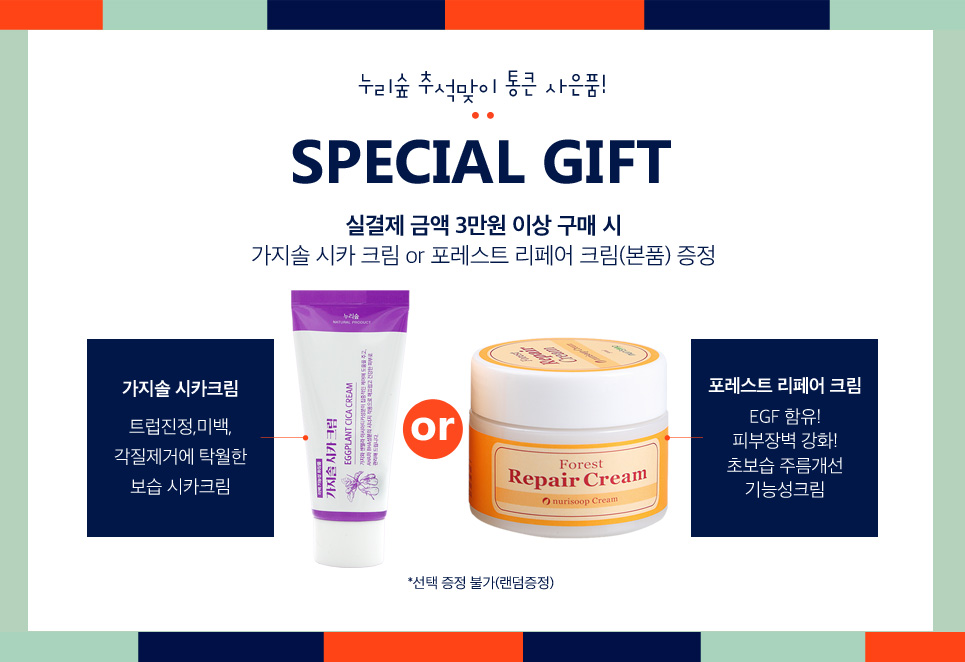 누리숲 추석맞이 통큰 사은품!
SPECIAL GIFT
실결제 금액 3만원 이상 구매 시
가지솔 시카 크림 or 포레스트 리페어 크림(본품) 증정
가지솔 시카크림
트럽진정,미백,
각질제거에 탁월한
보습 시카크림
누리숲
NATURAL PRODUCT
가지솔 시카 크림
EGGPLANT CICA CREAM
or
Forest
Repair
Cream
Forest
Repair Cream
nurisoop Cream
포레스트 리페어 크림
EGF 함유!
피부장벽 강화!
초보습 주름개선
기능성크림
*선택 증정 불가(랜덤증정)